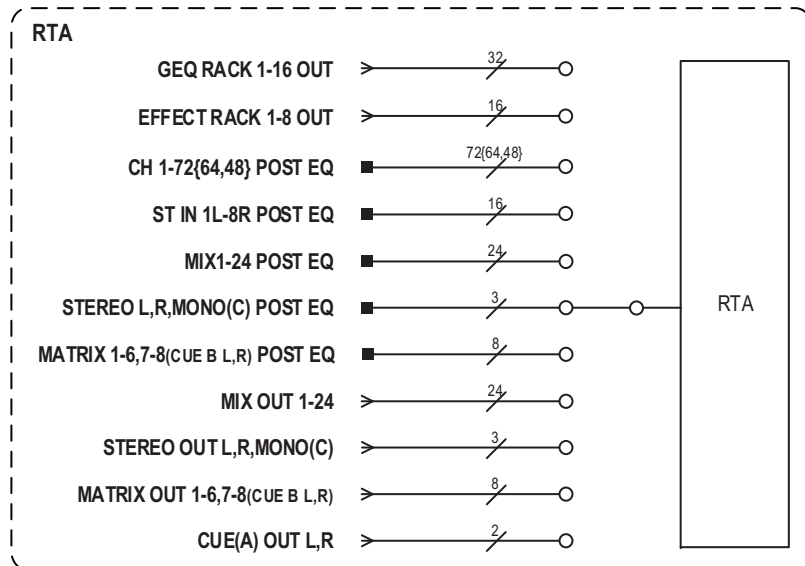 RTA
GEQ RACK 1-16 OUT 32
EFFECT RACK 1-8 OUT 16
CH 1-72{64,48} POST EQ 72{64,48}
ST IN 1L-8R POST EQ 16
MIX1-24 POST EQ 24
STEREO L,R,MONO(C) POST EQ 3 RTA
MATRIX 1-6,7-8(CUE B L,R) POST EQ 8
MIX OUT 1-24 24
STEREO OUT L,R,MONO(C) 3
MATRIX OUT 1-6,7-8(CUE B L,R) 8
CUE(A) OUT L,R 2